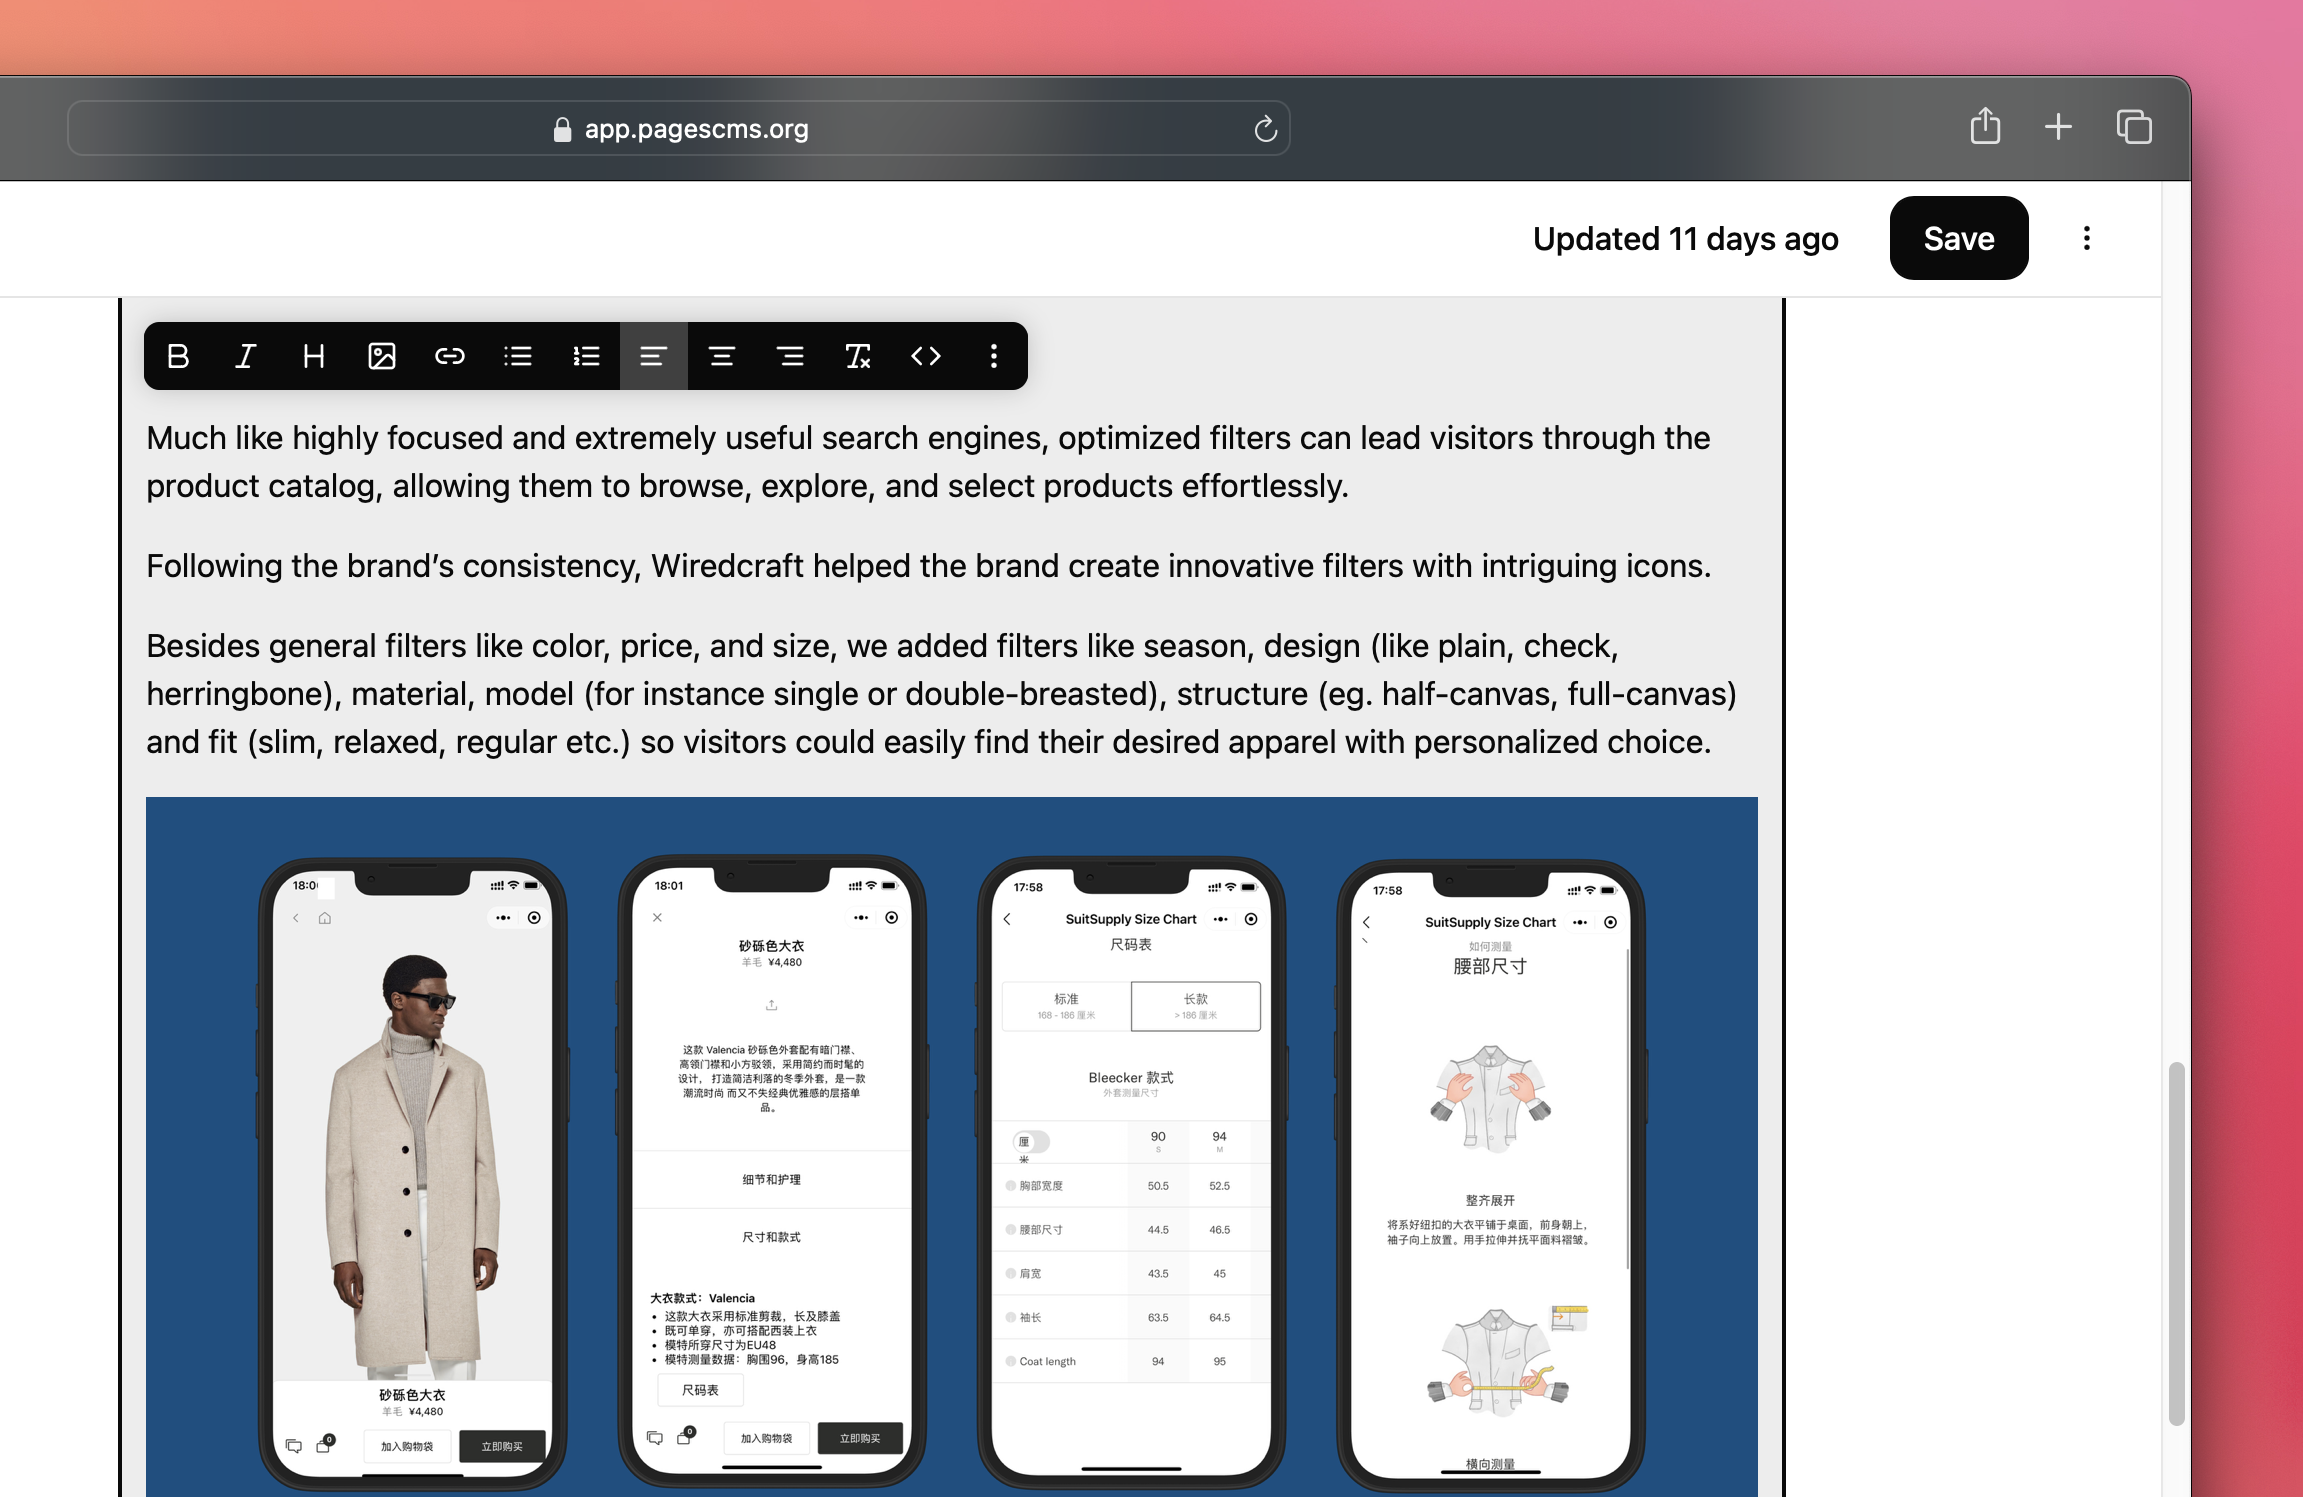 app.pagescms.org
Updated 11 days ago
Save
Much like highly focused and extremely useful search engines, optimized filters can lead visitors through the
product catalog, allowing them to browse, explore, and select products effortlessly.
Following the brand’s consistency, Wiredcraft helped the brand create innovative filters with intriguing icons.
Besides general filters like color, price, and size, we added filters like season, design (like plain, check,
herringbone), material, model (for instance single or double-breasted), structure (eg. half-canvas, full-canvas)
and fit (slim, relaxed, regular etc.) so visitors could easily find their desired apparel with personalized choice.
18:0
砂砾色大衣
羊毛 ¥4,480
0
加入购物袋
立即购买
18:01
砂砾色大衣
羊毛 ¥4,480
这款 Valencia 砂砾色外套配有暗门襟、
高领门襟和小方驳领，采用简约而时髦的
设计， 打造简洁利落的冬季外套，是一款
潮流时尚 而又不失经典优雅感的层搭单
品。
细节和护理
尺寸和款式
大衣款式：Valencia
• 这款大衣采用标准剪裁，长及膝盖
• 既可单穿，亦可搭配西装上衣
• 模特所穿尺寸为EU48
• 模特测量数据：胸围96，身高185
尺码表
0
加入购物袋
立即购买
17:58
SuitSupply Size Chart
尺码表
标准
168 - 186 厘米
长款
> 186 厘米
Bleecker 款式
外套测量尺寸
厘米
90
S
94
M
胸部宽度 50.5 52.5
腰部尺寸 44.5 46.5
肩宽 43.5 45
袖长 63.5 64.5
Coat length 94 95
17:58
SuitSupply Size Chart
如何测量
腰部尺寸
整齐展开
将系好纽扣的大衣平铺于桌面，前身朝上，
袖子向上放置。用手拉伸并抚平面料褶皱。
横向测量